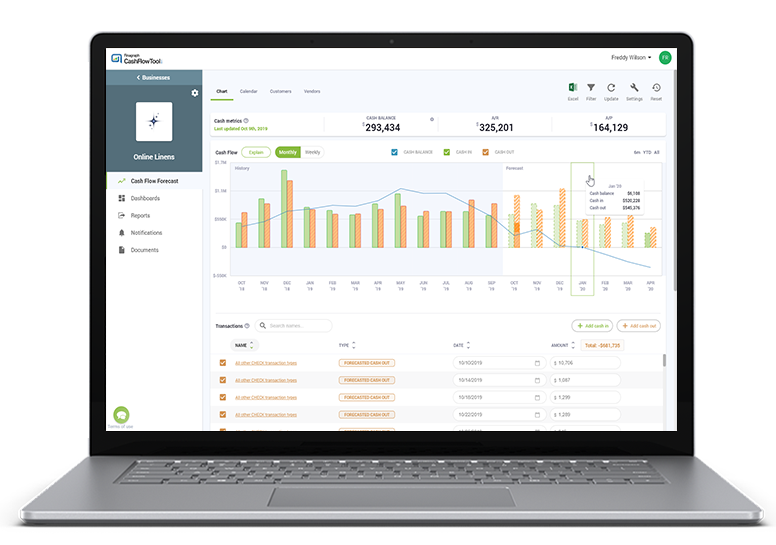 finagraph
CashFlowTool
Freddy Wilson
FR
Businesses
Online Linens
Cash Flow Forecast
Dashboards
Reports
Notifications
Documents
Terms of use
Chart
Calendar
Customers
Vendors
Excel
Filter
Update
Settings
Reset
Cash metrics
Last updated Oct 9th, 2019
CASH BALANCE
$293,434
A/R
$325,201
A/P
$164,129
Cash Flow
Explain
Monthly
Weekly
CASH BALANCE
CASH IN
CASH OUT
6m YTD All
$1.7M
$1.1M
$0
History
Forecast
Jan '20
Cash balance $6,108
Cash in $520,228
Cash out $545,376
OCT '18
NOV '18
DEC '18
JAN '19
FEB '19
MAR '19
APR '19
MAY '19
JUN '19
JUL '19
AUG '19
SEP '19
OCT '19
NOV '19
DEC '19
JAN '20
FEB '20
MAR '20
APR '20
Transactions
Search names...
+ Add cash in
+ Add cash out
NAME
TYPE
DATE
AMOUNT
Total: -$681,735
All other CHECK transaction types
FORECASTED CASH OUT
10/10/2019
$ 10,706
All other CHECK transaction types
FORECASTED CASH OUT
10/14/2019
$ 1,087
All other CHECK transaction types
FORECASTED CASH OUT
10/18/2019
$ 1,299
All other CHECK transaction types
FORECASTED CASH OUT
10/22/2019
$ 1,289